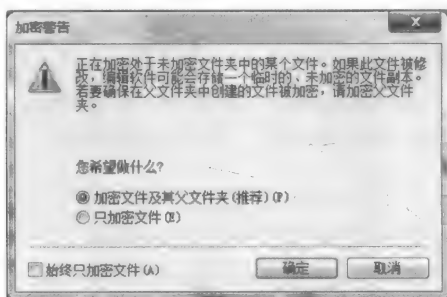 加密警告
正在加密处于未加密文件夹中的某个文件。如果此文件被修
改，编辑软件可能会存储一个临时的、未加密的文件副本。
若要确保在父文件夹中创建的文件被加密，请加密父文件
夹。
您希望做什么?
加密文件及其父文件夹(推荐)(F)
只加密文件(E)
始终只加密文件(A)
确定
取消